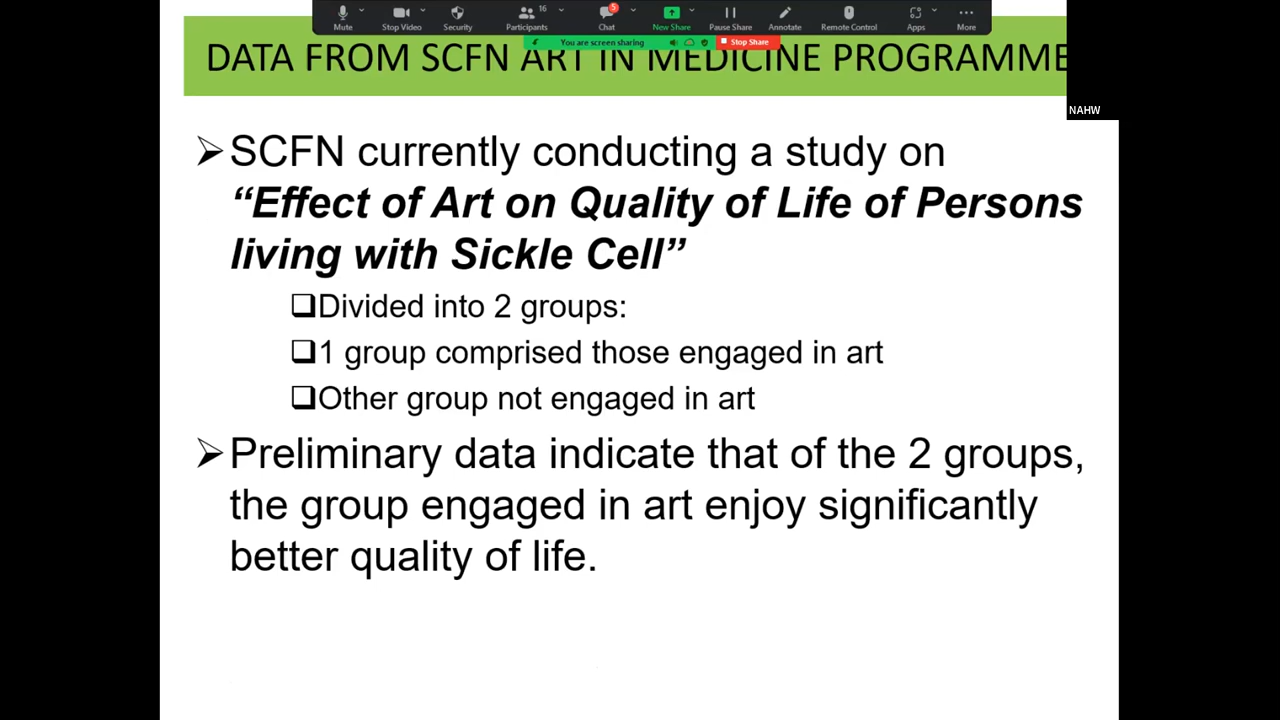 Mute
Stop Video
Security
Participants
16
Chat
5
New Share
Pause Share
Annotate
Remote Control
Apps
More
You are screen sharing
Stop Share
DATA FROM SCFN ART IN MEDICINE PROGRAMME
NAHW
➢SCFN currently conducting a study on
“Effect of Art on Quality of Life of Persons
living with Sickle Cell”
❑Divided into 2 groups:
❑1 group comprised those engaged in art
❑Other group not engaged in art
➢Preliminary data indicate that of the 2 groups,
the group engaged in art enjoy significantly
better quality of life.